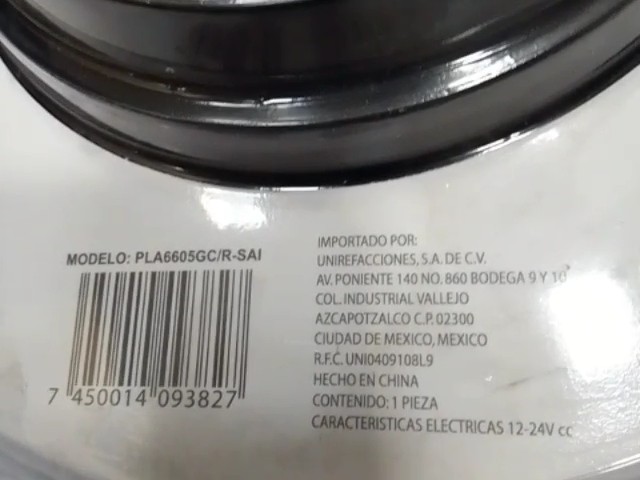 MODELO: PLA6605GC/R-SAI
7 450014 093827
IMPORTADO POR:
UNIREFACCIONES, S.A. DE C.V.
AV. PONIENTE 140 NO. 860 BODEGA 9 Y 10
COL. INDUSTRIAL VALLEJO
AZCAPOTZALCO C.P. 02300
CIUDAD DE MEXICO, MEXICO
R.F.C. UNI0409108L9
HECHO EN CHINA
CONTENIDO: 1 PIEZA
CARACTERISTICAS ELECTRICAS 12-24V cc